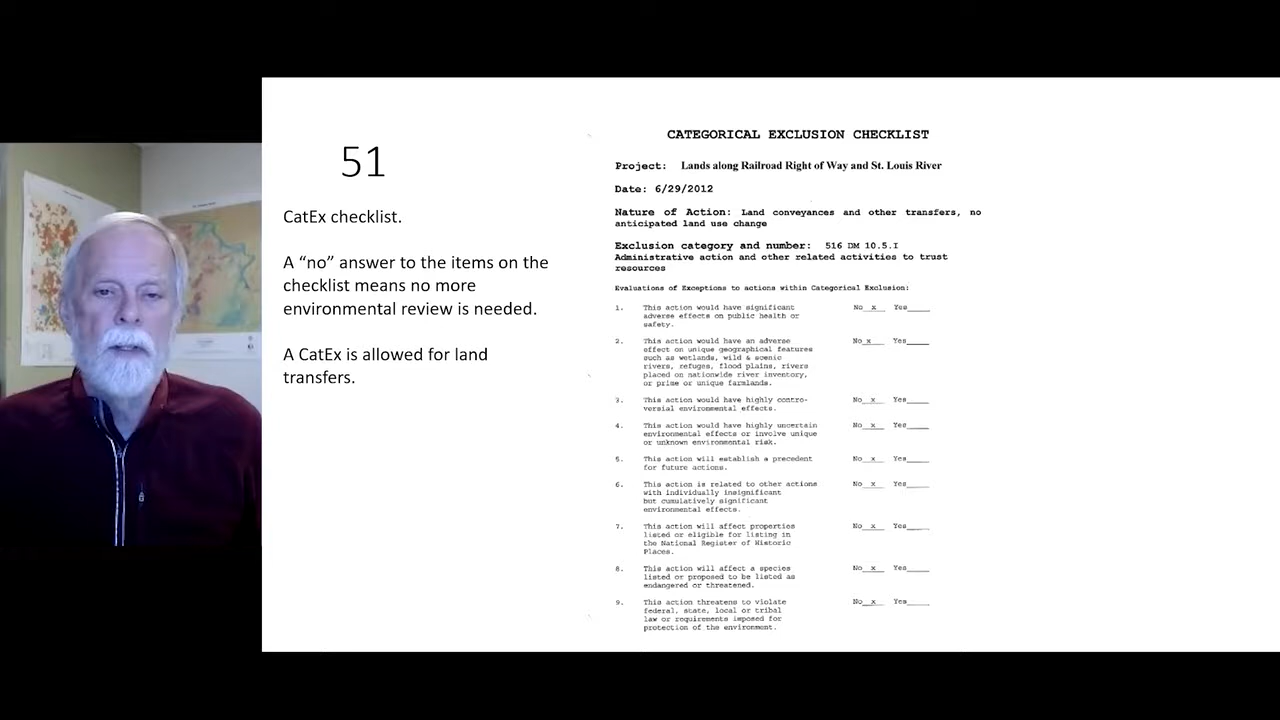 51
CatEx checklist.
A “no” answer to the items on the
checklist means no more
environmental review is needed.
A CatEx is allowed for land
transfers.
CATEGORICAL EXCLUSION CHECKLIST
Project: Lands along Railroad Right of Way and St. Louis River
Date: 6/29/2012
Nature of Action: Land conveyances and other transfers, no
anticipated land use change
Exclusion category and number: 516 DM 10.5.I
Administrative action and other related activities to trust
resources
Evaluations of Exceptions to actions within Categorical Exclusion:
1. This action would have significant No x Yes
adverse effects on public health or
safety.
2. This action would have an adverse No x Yes
effect on unique geographical features
such as wetlands, wild & scenic
rivers, refuges, flood plains, rivers
placed on nationwide river inventory,
or prime or unique farmlands.
3. This action would have highly contro- No x Yes
versial environmental effects.
4. This action would have highly uncertain No x Yes
environmental effects or involve unique
or unknown environmental risk.
5. This action will establish a precedent No x Yes
for future actions.
6. This action is related to other actions No x Yes
with individually insignificant
but cumulatively significant
environmental effects.
7. This action will affect properties No x Yes
listed or eligible for listing in
the National Register of Historic
Places.
8. This action will affect a species No x Yes
listed or proposed to be listed as
endangered or threatened.
9. This action threatens to violate No x Yes
federal, state, local or tribal
law or requirements imposed for
protection of the environment.